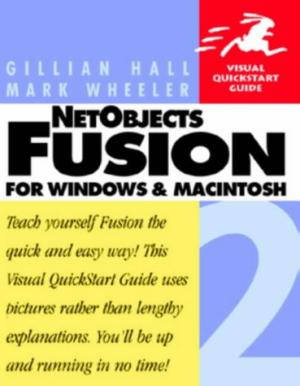 VISUAL
QUICKSTART
GUIDE
GILLIAN HALL
MARK WHEELER
NETOBJECTS
FUSION
FOR WINDOWS & MACINTOSH
2
Teach yourself Fusion the
quick and easy way! This
Visual QuickStart Guide uses
pictures rather than lengthy
explanations. You'll be up
and running in no time!